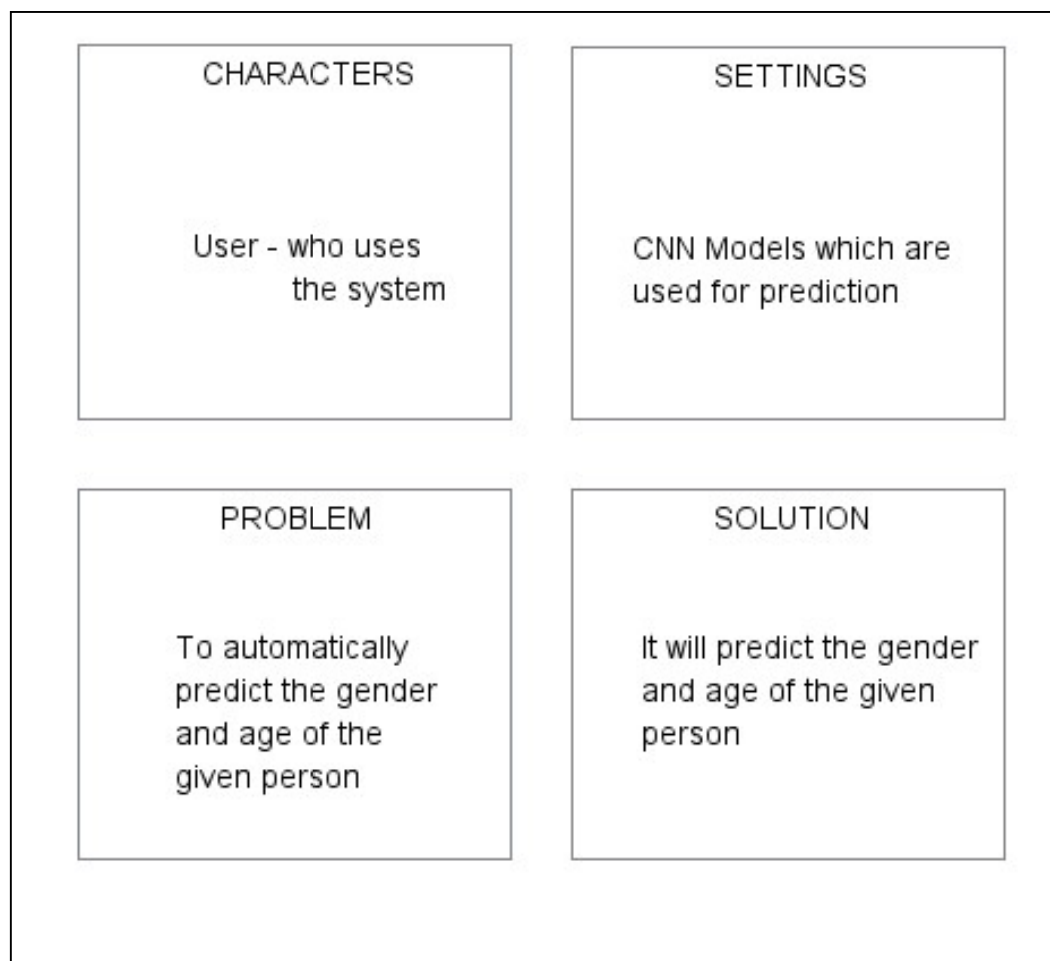 CHARACTERS
User - who uses
the system
SETTINGS
CNN Models which are
used for prediction
PROBLEM
To automatically
predict the gender
and age of the
given person
SOLUTION
It will predict the gender
and age of the given
person